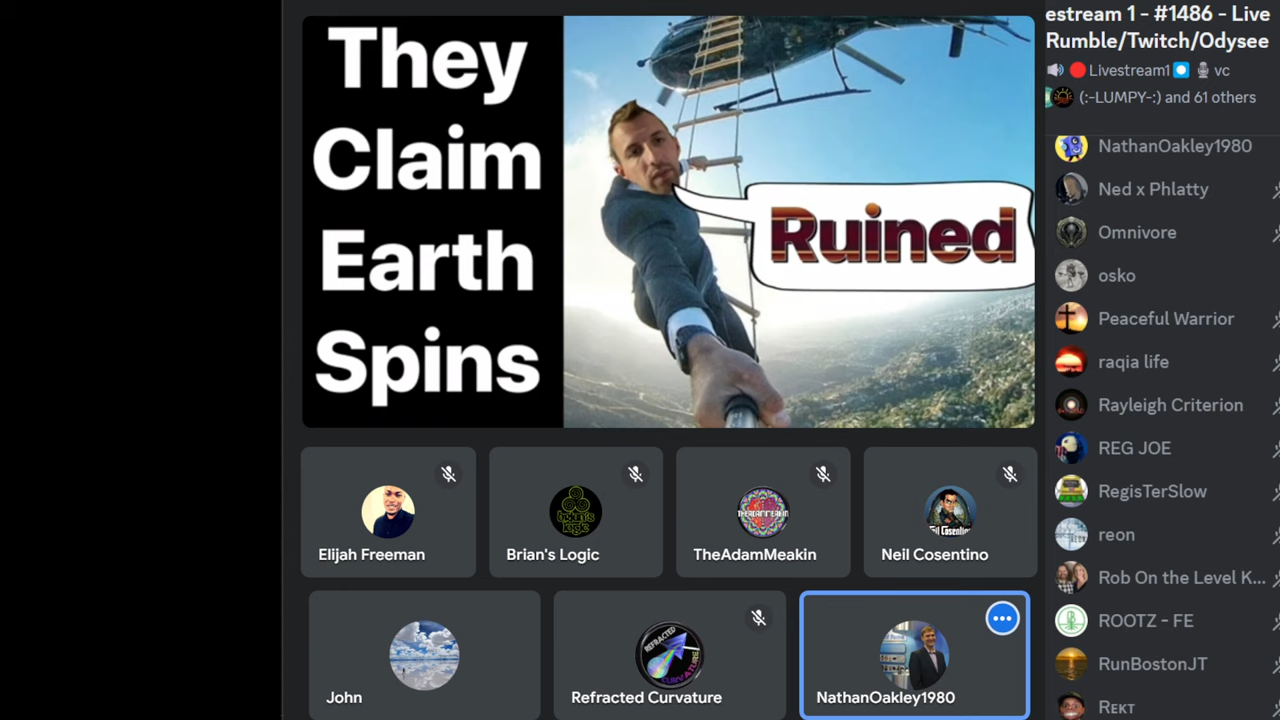 They
Claim
Earth
Spins
Ruined
Elijah Freeman
Brian's Logic
TheAdamMeakin
Neil Cosentino
John
Refracted Curvature
NathanOakley1980
REFRACTED
CURVATURE
estream 1 - #1486 - Live
Rumble/Twitch/Odysee
Livestream1 vc
(:-LUMPY-:) and 61 others
NathanOakley1980
Ned x Phlatty
Omnivore
osko
Peaceful Warrior
raqia life
Rayleigh Criterion
REG JOE
RegisTerSlow
reon
Rob On the Level K...
ROOTZ - FE
RunBostonJT
Rekt